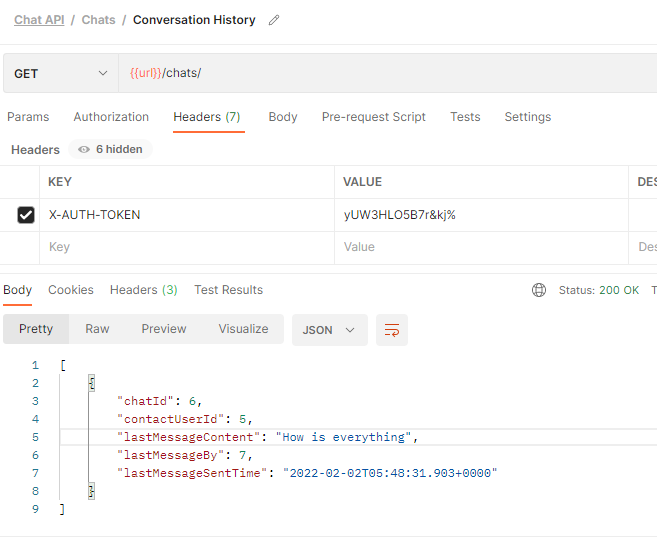 Chat API / Chats / Conversation History
GET {{url}}/chats/
Params Authorization Headers (7) Body Pre-request Script Tests Settings
Headers 6 hidden
KEY VALUE DES
X-AUTH-TOKEN yUW3HLO5B7r&kj%
Key Value Des
Body Cookies Headers (3) Test Results Status: 200 OK T
Pretty Raw Preview Visualize JSON
1 [
2 {
3 "chatId": 6,
4 "contactUserId": 5,
5 "lastMessageContent": "How is everything",
6 "lastMessageBy": 7,
7 "lastMessageSentTime": "2022-02-02T05:48:31.903+0000"
8 }
9 ]